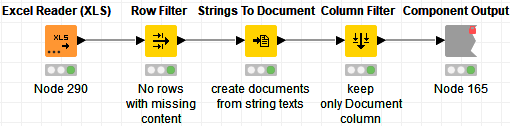 Excel Reader (XLS)
Row Filter
Strings To Document
Column Filter
Component Output
XLS
Node 290
No rows
with missing
content
create documents
from string texts
keep
only Document
column
Node 165